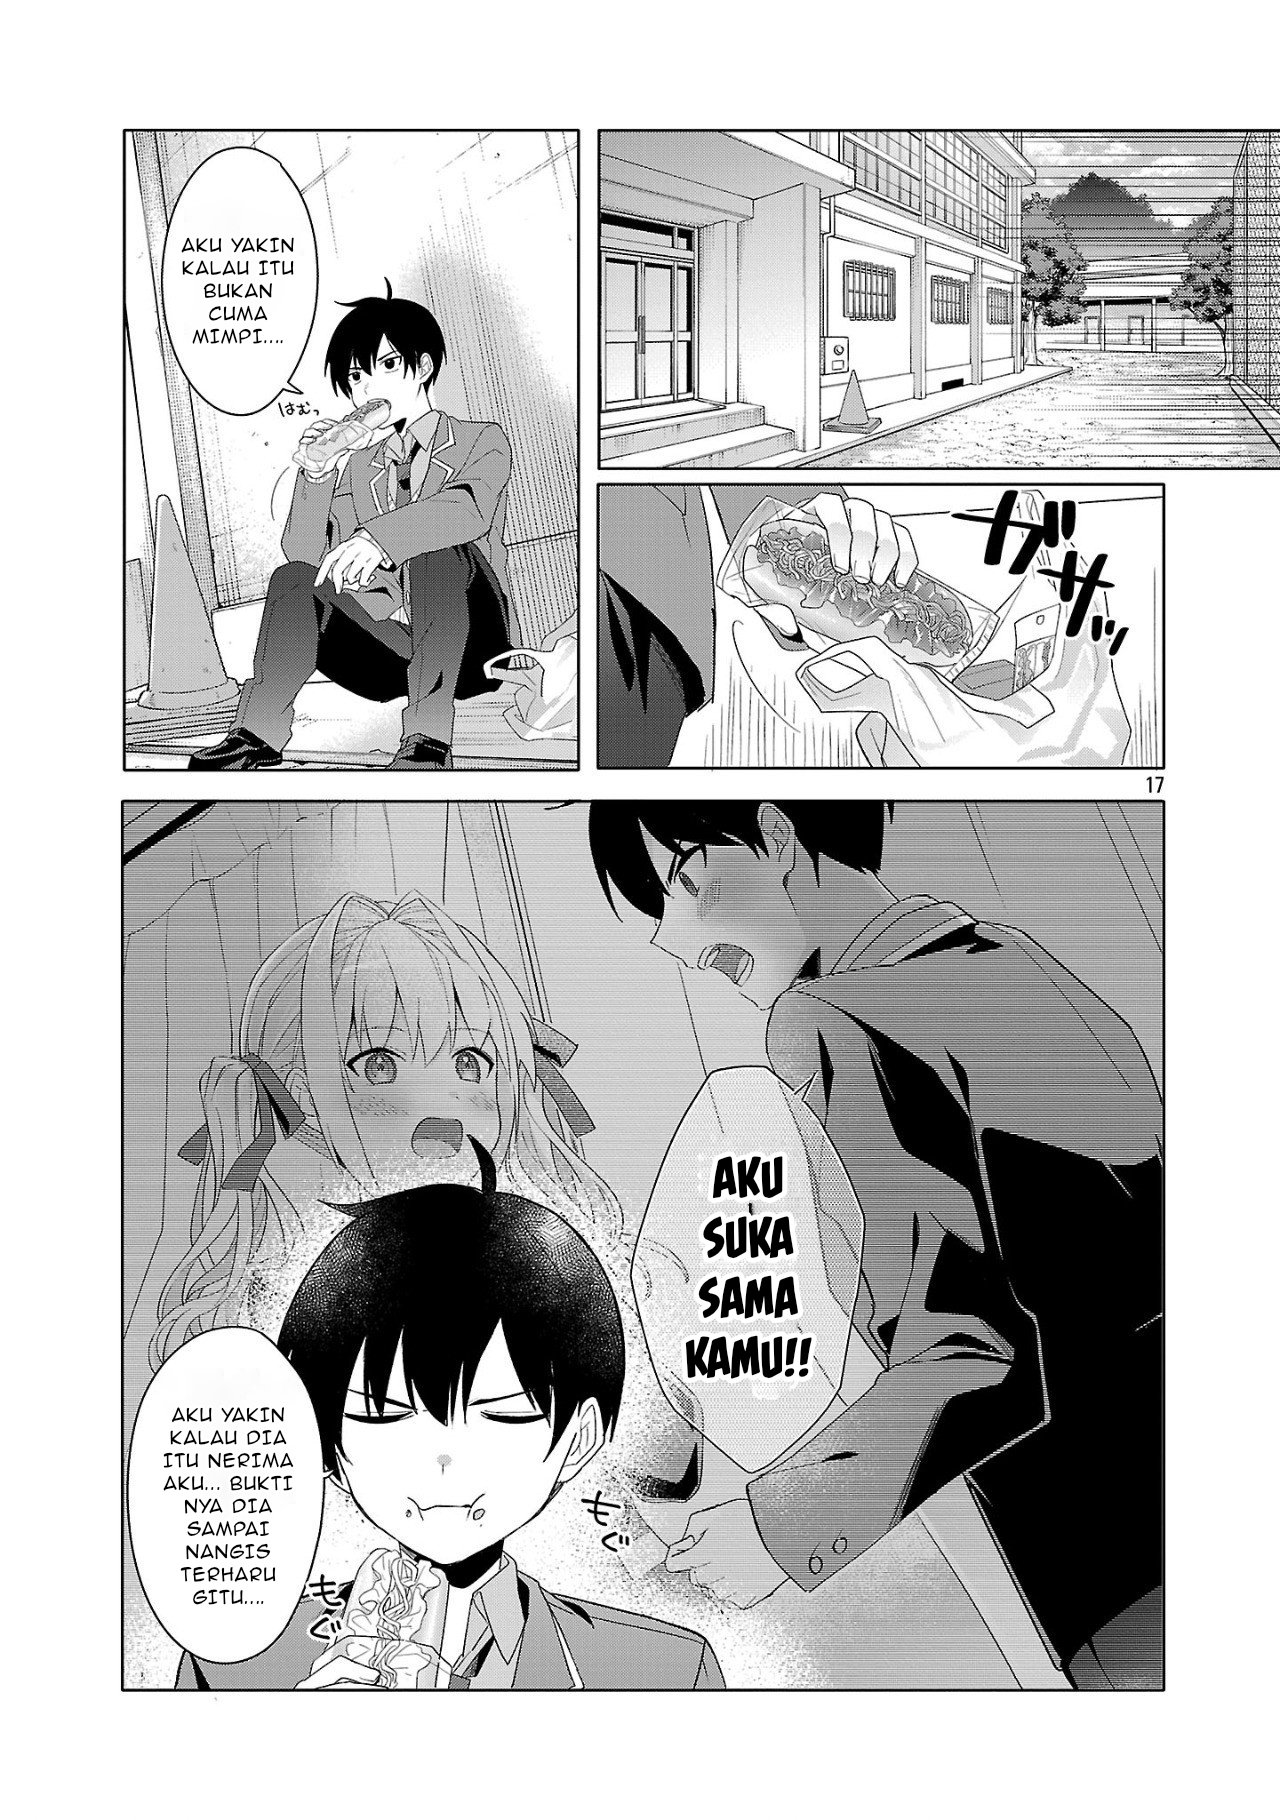 ガサッ
AKU YAKIN
KALAU ITU
BUKAN
CUMA
MIMPI....
はむっ
17
AKU
SUKA
SAMA
KAMU!!
AKU YAKIN
KALAU DIA
ITU NERIMA
AKU... BUKTI
NYA DIA
SAMPAI
NANGIS
TERHARU
GITU....
もぐ
もぐ